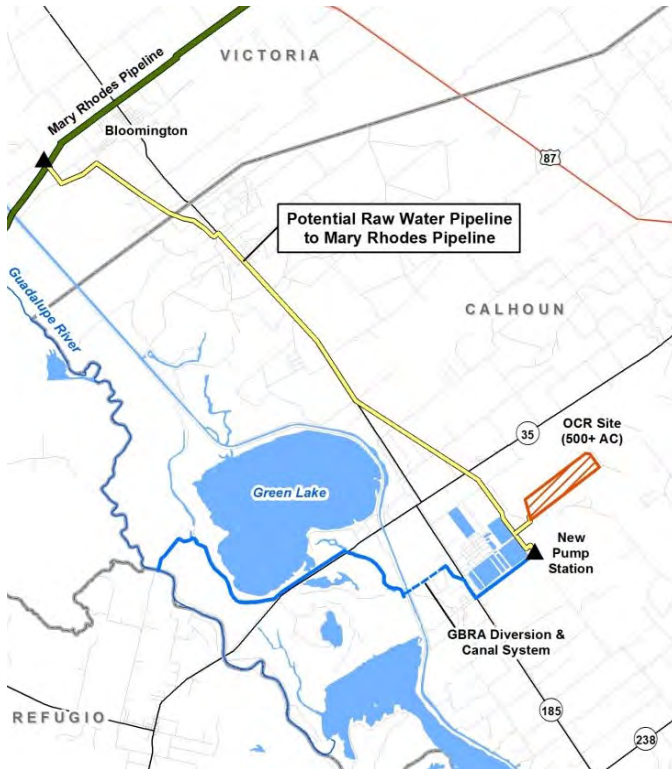 VICTORIA
Mary Rhodes Pipeline
Bloomington
87
Potential Raw Water Pipeline
to Mary Rhodes Pipeline
Guadalupe River
CALHOUN
35
OCR Site
(500+ AC)
Green Lake
New
Pump
Station
GBRA Diversion &
Canal System
REFUGIO
185
238